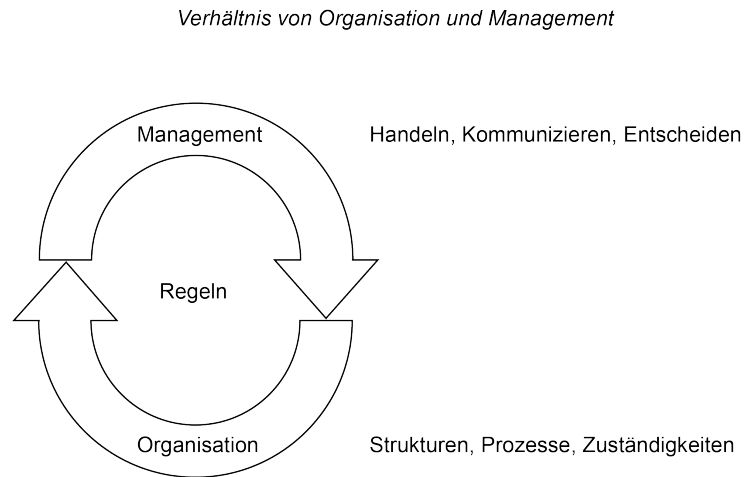 Verhältnis von Organisation und Management
Management
Handeln, Kommunizieren, Entscheiden
Regeln
Organisation
Strukturen, Prozesse, Zuständigkeiten